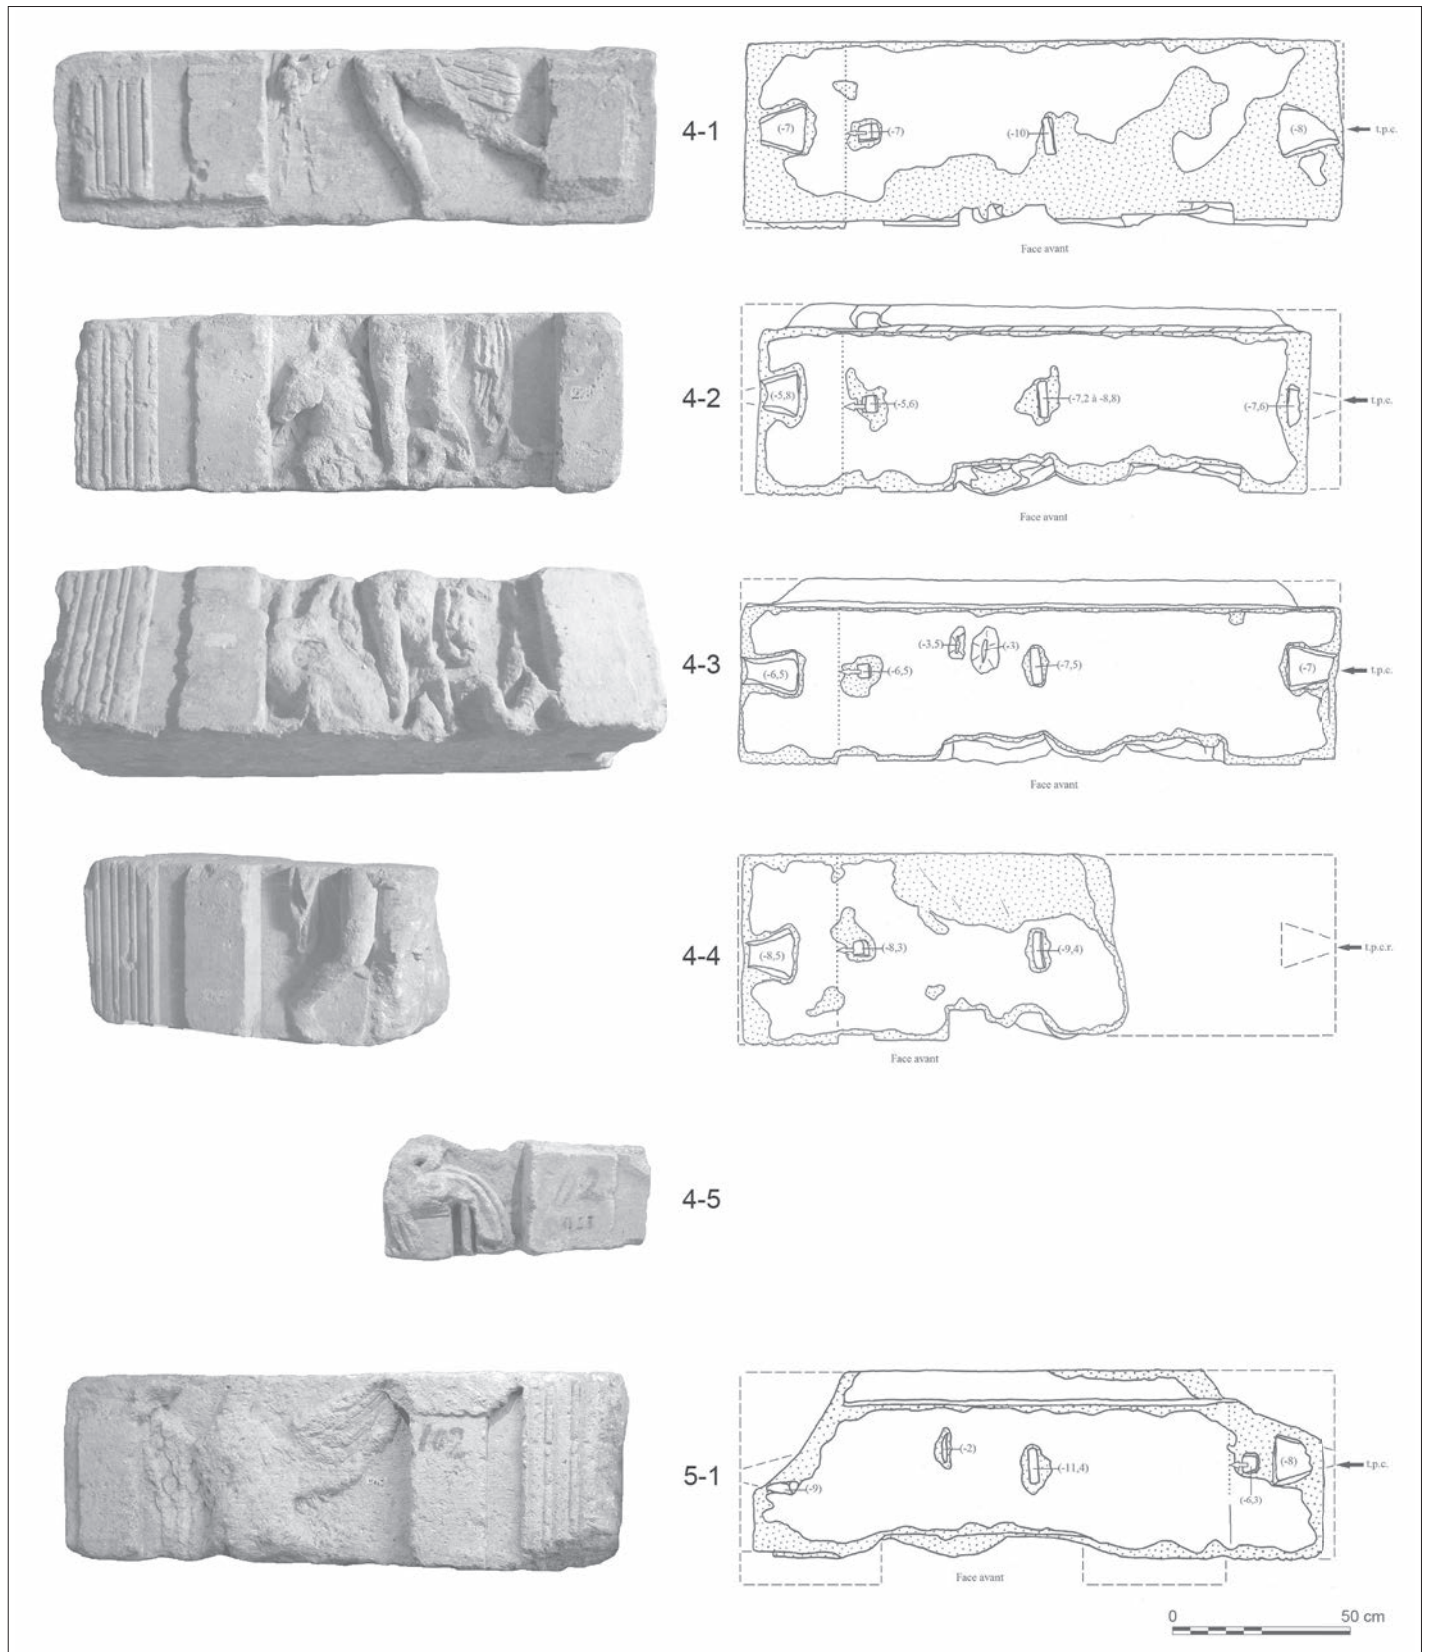 4-1
(-7)
(-7)
(-10)
(-8)
t.p.c.
Face avant
4-2
(-5,8)
(-5,6)
(-7,2 à -8,8)
(-7,6)
t.p.c.
Face avant
4-3
(-6,5)
(-6,5)
(-3,5)
(-3)
(-7,5)
(-7)
t.p.c.
Face avant
4-4
(-8,5)
(-8,3)
(-9,4)
t.p.c.r.
Face avant
112
4-5
102
5-1
(-9)
(-2)
(-11,4)
(-6,3)
(-8)
t.p.c.
Face avant
0 50 cm